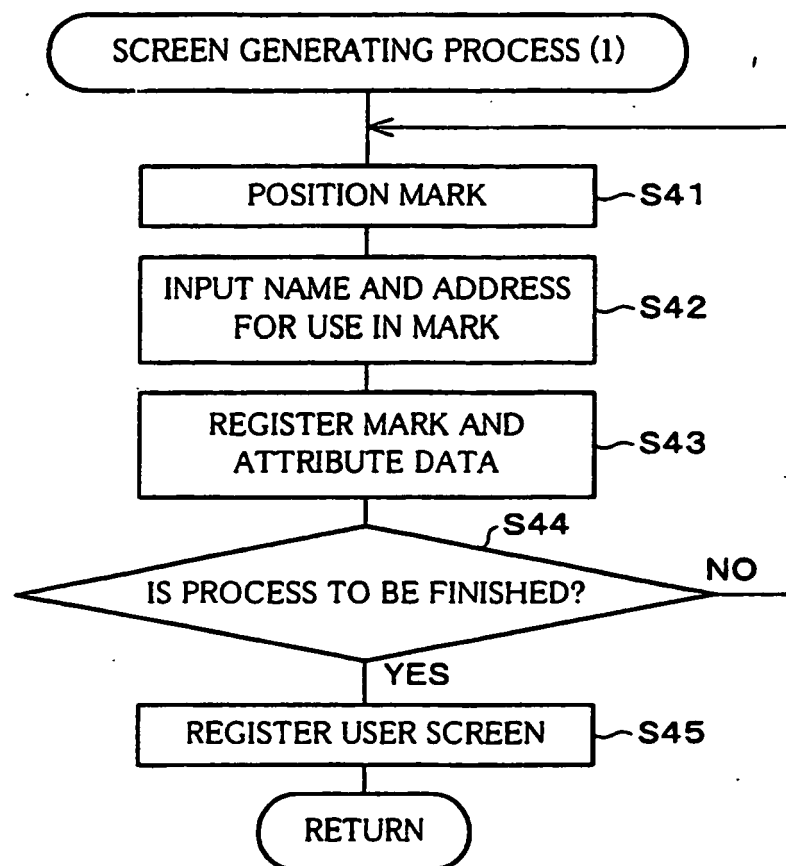 SCREEN GENERATING PROCESS (1)
POSITION MARK
S41
INPUT NAME AND ADDRESS
FOR USE IN MARK
S42
REGISTER MARK AND
ATTRIBUTE DATA
S43
S44
IS PROCESS TO BE FINISHED?
NO
YES
REGISTER USER SCREEN
S45
RETURN